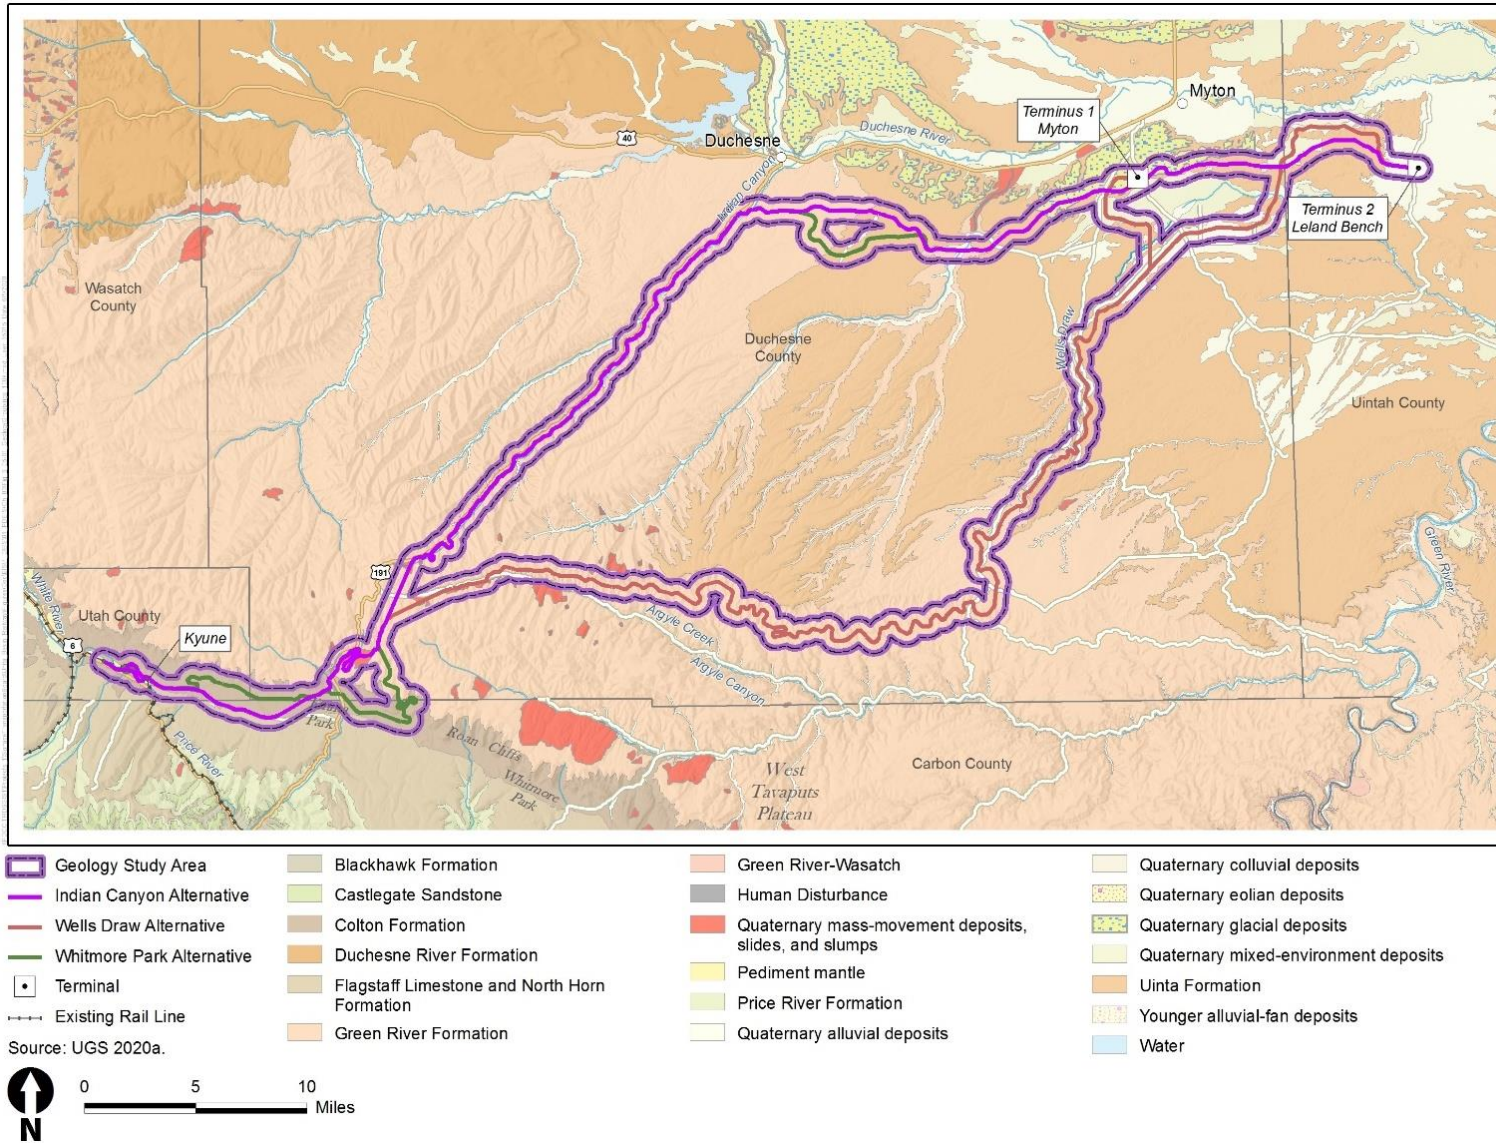 Myton
Terminus 1
Myton
40
Duchesne River
Duchesne
Indian Canyon
Terminus 2
Leland Bench
Wasatch
County
Duchesne
County
Wells Draw
Uintah County
Green River
191
White River
Utah County
6
Kyune
Argyle Creek
Argyle Canyon
Park
Price River
Roan Cliffs
Whitmore
Park
West
Tavaputs
Plateau
Carbon County
Geology Study Area
Indian Canyon Alternative
Wells Draw Alternative
Whitmore Park Alternative
Terminal
Existing Rail Line
Source: UGS 2020a.
Blackhawk Formation
Castlegate Sandstone
Colton Formation
Duchesne River Formation
Flagstaff Limestone and North Horn
Formation
Green River Formation
Green River-Wasatch
Human Disturbance
Quaternary mass-movement deposits,
slides, and slumps
Pediment mantle
Price River Formation
Quaternary alluvial deposits
Quaternary colluvial deposits
Quaternary eolian deposits
Quaternary glacial deposits
Quaternary mixed-environment deposits
Uinta Formation
Younger alluvial-fan deposits
Water
0 5 10
Miles
N